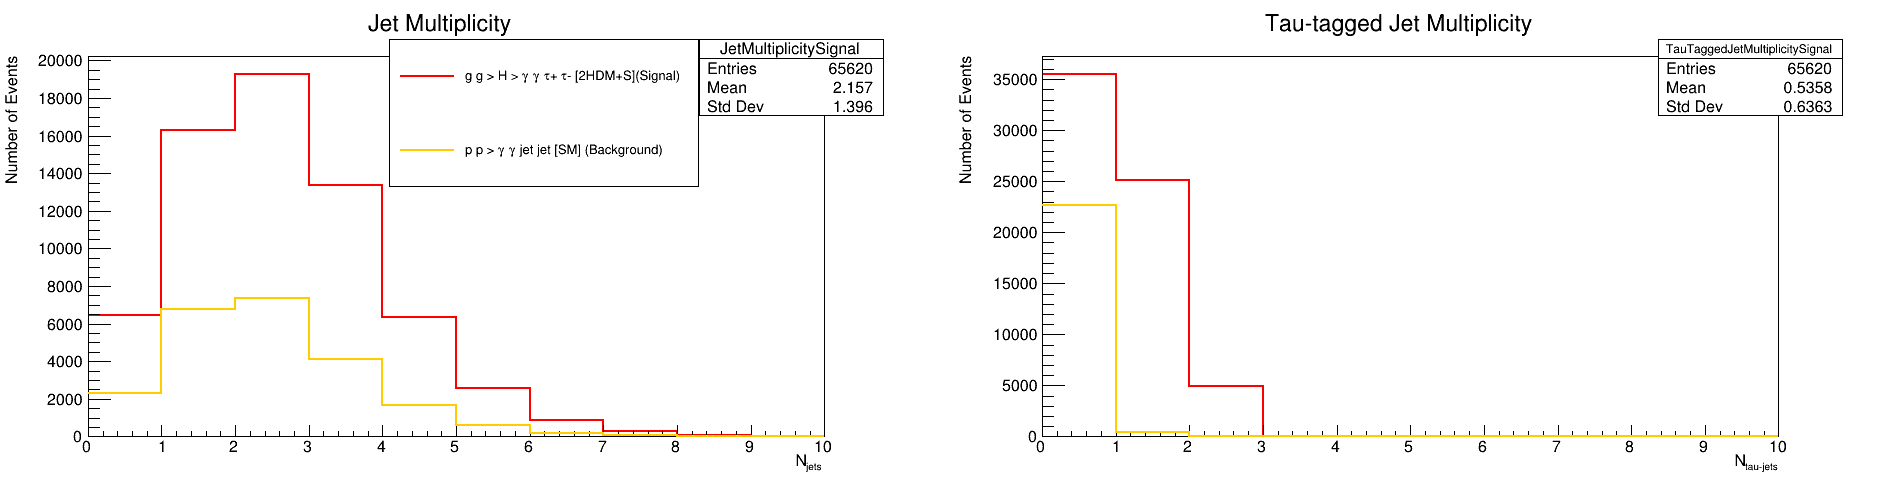 Jet Multiplicity
Number of Events
20000
18000
16000
14000
12000
10000
8000
6000
4000
2000
0
0 1 2 3 4 5 6 7 8 9 10
N jets
g g > H > γ γ τ+ τ- [2HDM+S](Signal)
p p > γ γ jet jet [SM] (Background)
JetMultiplicitySignal
Entries 65620
Mean 2.157
Std Dev 1.396
Tau-tagged Jet Multiplicity
Number of Events
35000
30000
25000
20000
15000
10000
5000
0
0 1 2 3 4 5 6 7 8 9 10
N tau-jets
TauTaggedJetMultiplicitySignal
Entries 65620
Mean 0.5358
Std Dev 0.6363